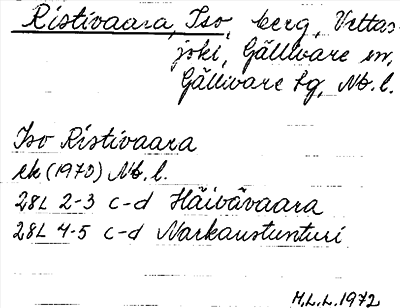 Ristivaara, Iso, berg, Vettas-
joki, Gällivare sn,
Gällivare tg, Nb. l.
Iso Ristivaara
ek (1970) Nb. l.
28L 2-3 c-d Häivävaara
28L 4-5 c-d Narkaustunturi
M.L.L. 1972